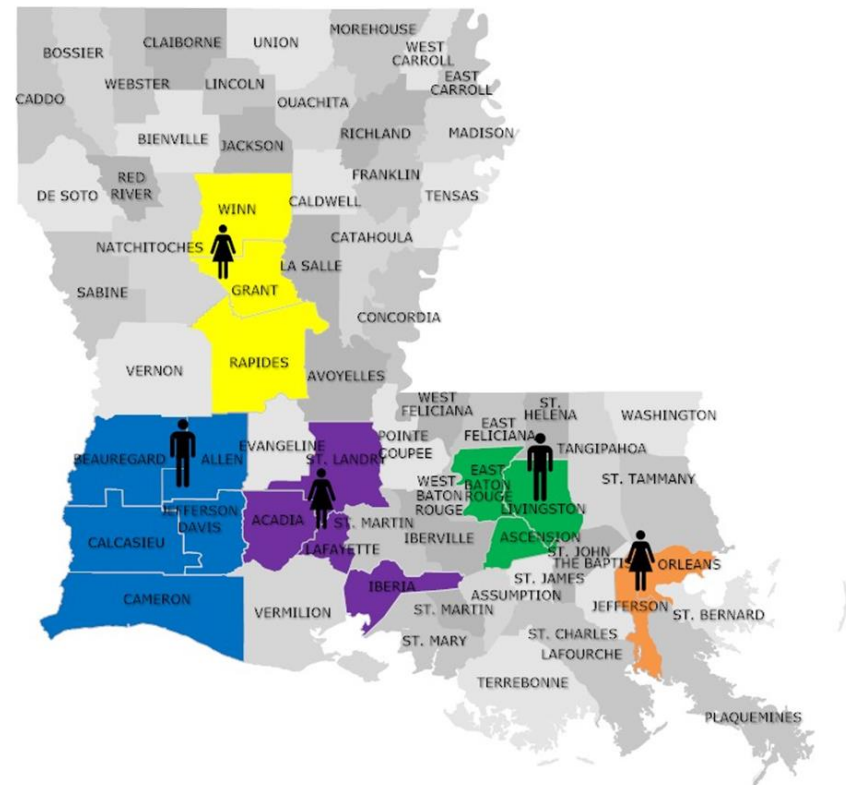 MOREHOUSE
CLAIBORNE
UNION
WEST
CARROLL
BOSSIER
WEBSTER
LINCOLN
EAST
CARROLL
CADDO
OUACHITA
BIENVILLE
JACKSON
RICHLAND
MADISON
RED
RIVER
FRANKLIN
DE SOTO
WINN
CALDWELL
TENSAS
NATCHITOCHES
CATAHOULA
LA SALLE
SABINE
GRANT
CONCORDIA
VERNON
RAPIDES
AVOYELLES
WEST
FELICIANA
EAST
FELICIANA
ST.
HELENA
WASHINGTON
BEAUREGARD
ALLEN
EVANGELINE
ST. LANDRY
POINTE
COUPEE
TANGIPAHOA
WEST
BATON
ROUGE
EAST
BATON
ROUGE
ST. TAMMANY
LIVINGSTON
JEFFERSON
DAVIS
ACADIA
ST. MARTIN
CALCASIEU
LAFAYETTE
IBERVILLE
ASCENSION
ST. JOHN
THE BAPTIS
ORLEANS
CAMERON
VERMILION
IBERIA
ASSUMPTION
ST. JAMES
JEFFERSON
ST. BERNARD
ST. MARTIN
ST. MARY
ST. CHARLES
LAFOURCHE
TERREBONNE
PLAQUEMINES